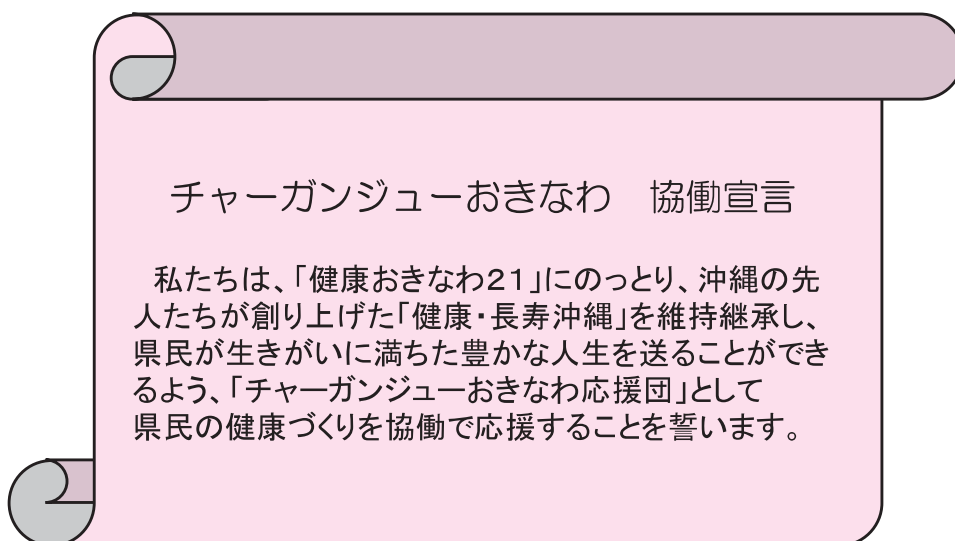 チャーガンジューおきなわ　協働宣言
私たちは、「健康おきなわ２１」にのっとり、沖縄の先
人たちが創り上げた「健康・長寿沖縄」を維持継承し、
県民が生きがいに満ちた豊かな人生を送ることができ
るよう、「チャーガンジューおきなわ応援団」として
県民の健康づくりを協働で応援することを誓います。